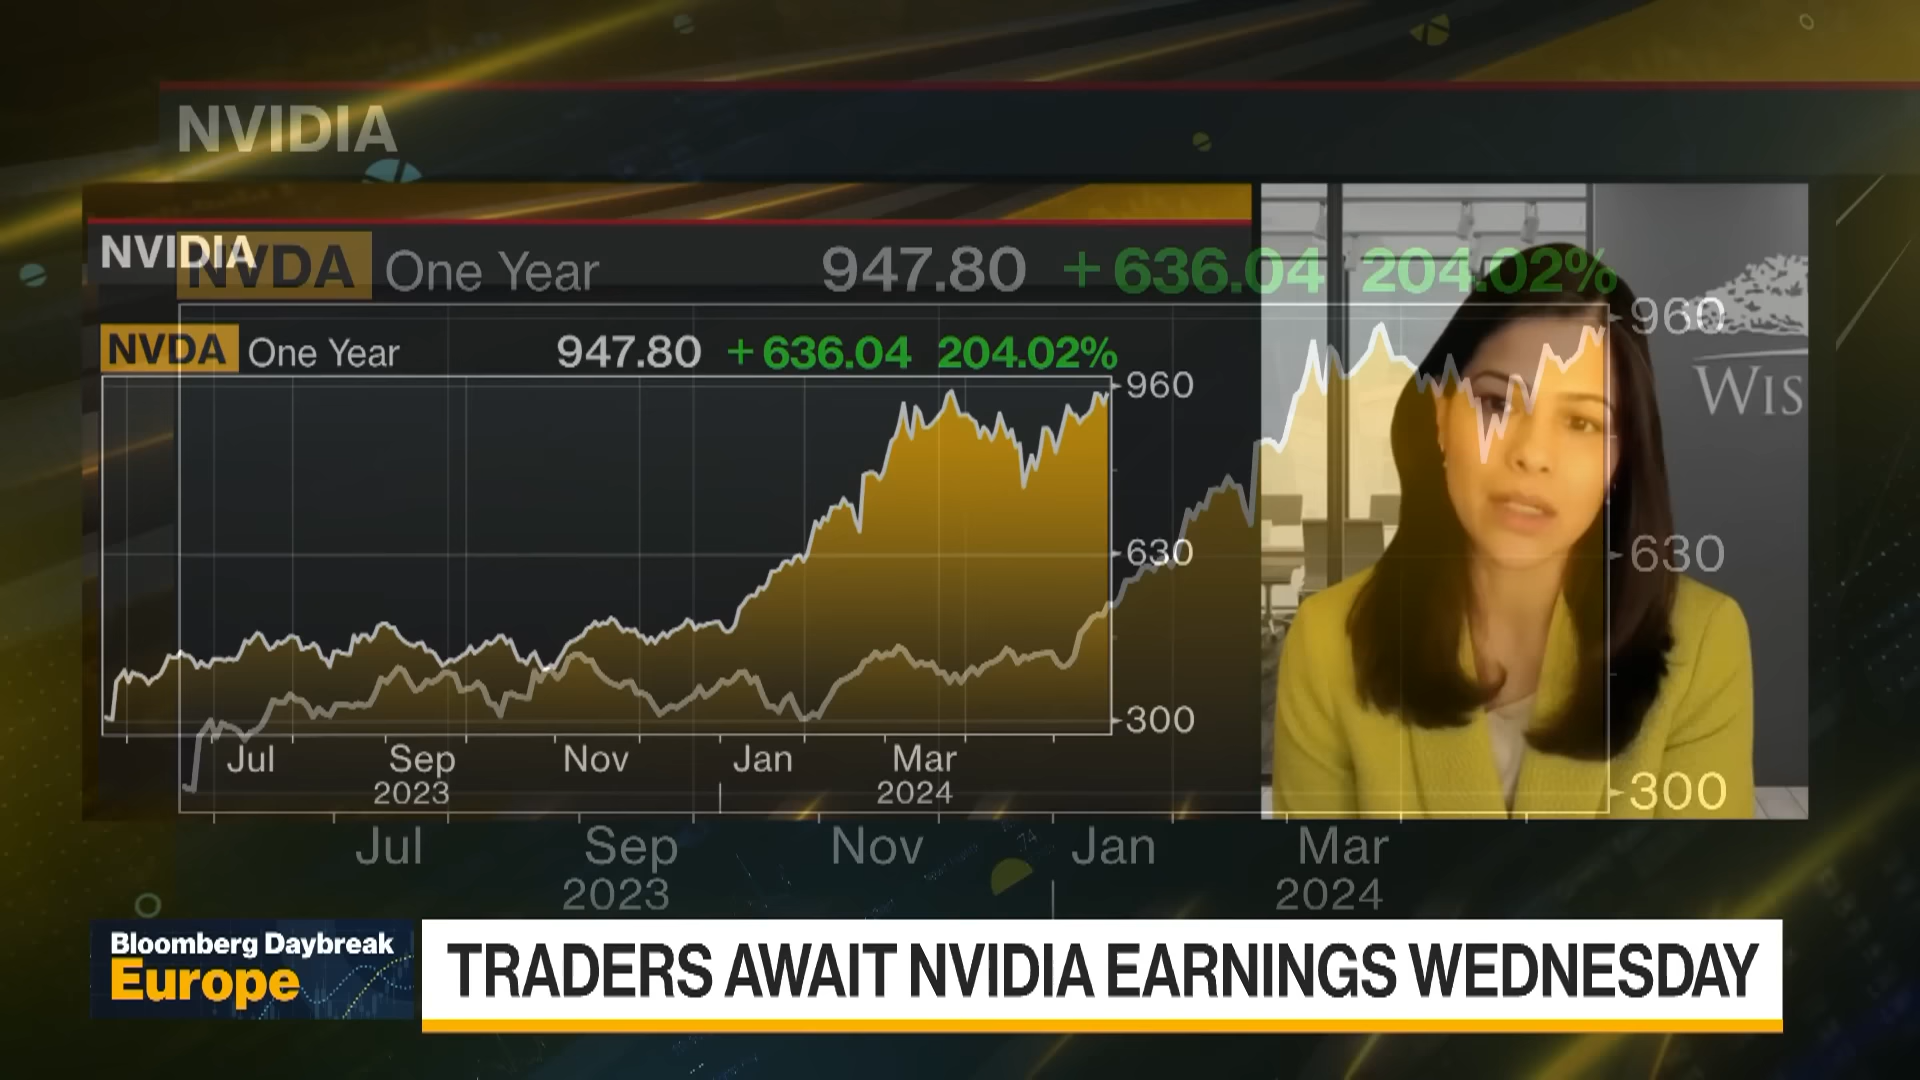 NVIDIA
NVIDIA
NVDA One Year 947.80 +636.04 204.02%
NVDA One Year 947.80 +636.04 204.02%
960
960
630
630
300
300
Jul Sep Nov Jan Mar
2023 2024
Jul Sep Nov Jan Mar
2023 2024
WIS
Bloomberg Daybreak
Europe
TRADERS AWAIT NVIDIA EARNINGS WEDNESDAY